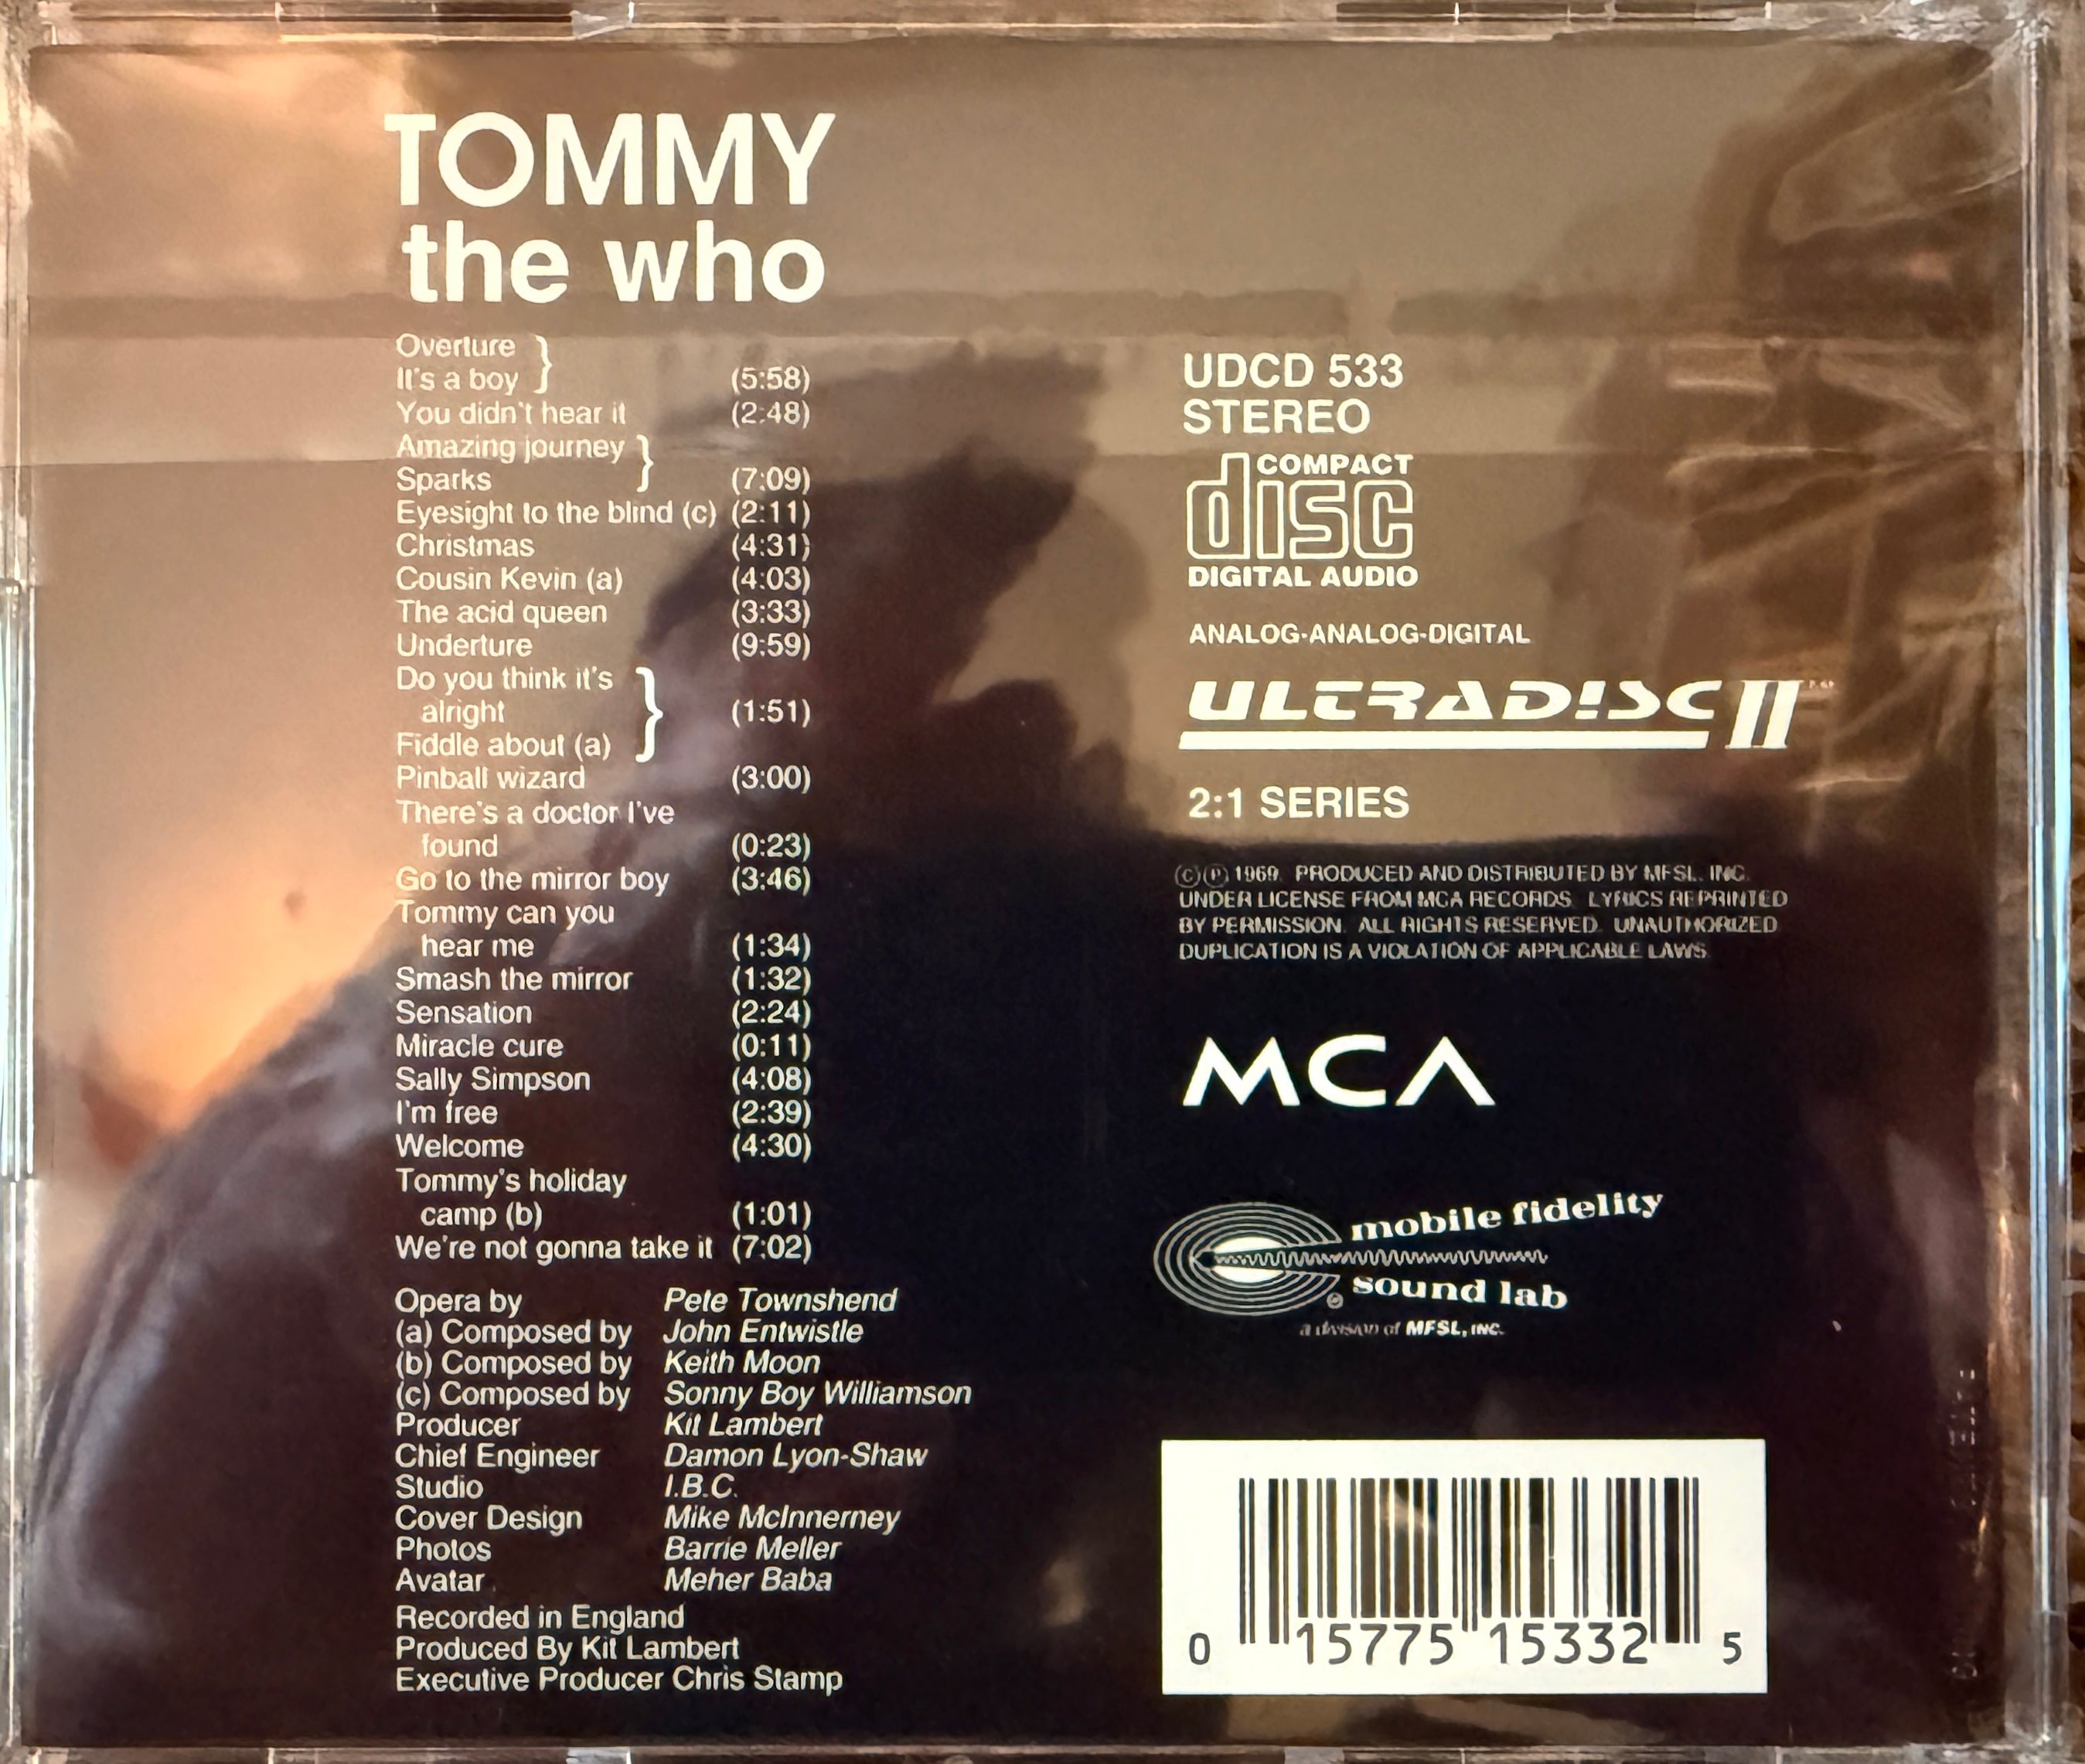 TOMMY
the who
Overture }
It's a boy (5:58)
You didn't hear it (2:48)
Amazing journey }
Sparks (7:09)
Eyesight to the blind (c) (2:11)
Christmas (4:31)
Cousin Kevin (a) (4:03)
The acid queen (3:33)
Underture (9:59)
Do you think it's
alright } (1:51)
Fiddle about (a)
Pinball wizard (3:00)
There's a doctor I've
found (0:23)
Go to the mirror boy (3:46)
Tommy can you
hear me (1:34)
Smash the mirror (1:32)
Sensation (2:24)
Miracle cure (0:11)
Sally Simpson (4:08)
I'm free (2:39)
Welcome (4:30)
Tommy's holiday
camp (b) (1:01)
We're not gonna take it (7:02)
Opera by Pete Townshend
(a) Composed by John Entwistle
(b) Composed by Keith Moon
(c) Composed by Sonny Boy Williamson
Producer Kit Lambert
Chief Engineer Damon Lyon-Shaw
Studio I.B.C.
Cover Design Mike McInnerney
Photos Barrie Meller
Avatar Meher Baba
Recorded in England
Produced By Kit Lambert
Executive Producer Chris Stamp
UDCD 533
STEREO
COMPACT
disc
DIGITAL AUDIO
ANALOG·ANALOG·DIGITAL
ULTRADISC II
2:1 SERIES
©℗ 1969. PRODUCED AND DISTRIBUTED BY MFSL, INC.
UNDER LICENSE FROM MCA RECORDS. LYRICS REPRINTED
BY PERMISSION. ALL RIGHTS RESERVED. UNAUTHORIZED
DUPLICATION IS A VIOLATION OF APPLICABLE LAWS.
MCA
mobile fidelity
sound lab ®
a division of MFSL, INC.
0 15775 15332 5